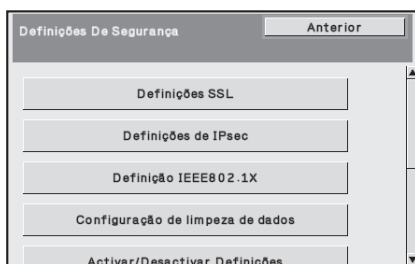 Definições De Segurança
Anterior
Definições SSL
Definições de IPsec
Definição IEEE802.1X
Configuração de limpeza de dados
Activar/Desactivar Definições